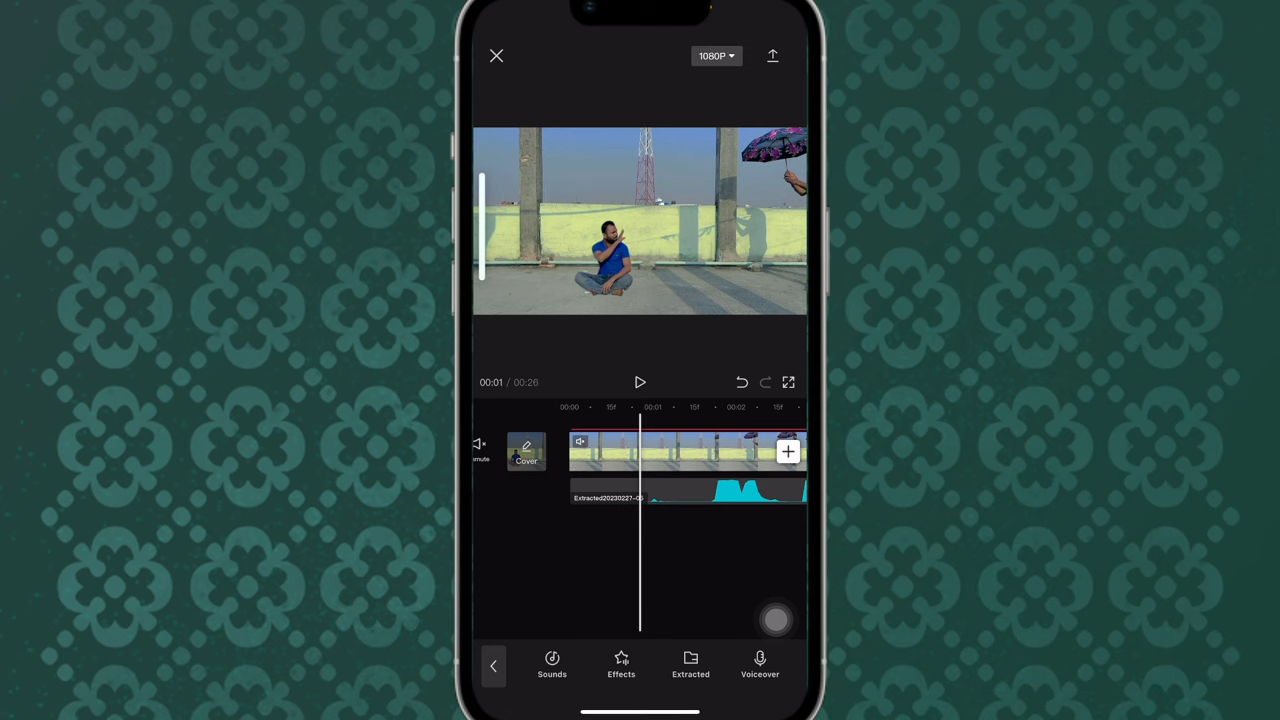 1080P
00:01 / 00:26
00:00 15f 00:01 15f 00:02 15f
Cover
Extracted20230227-0
Sounds Effects Extracted Voiceover